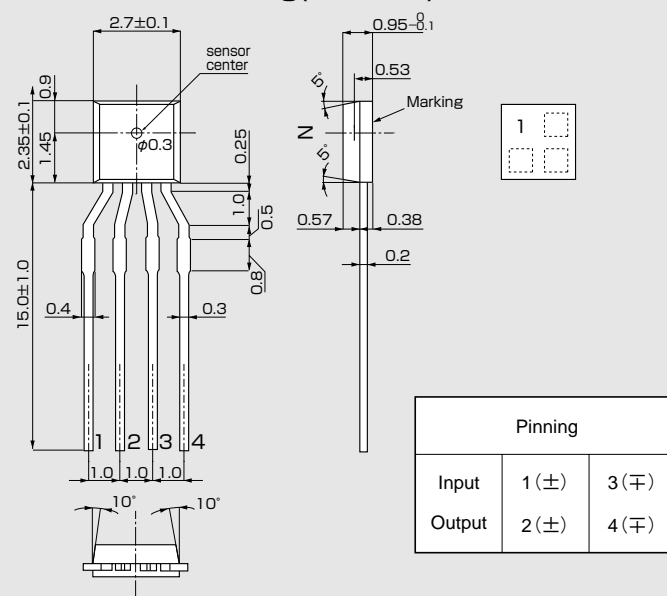 2.7±0.1
sensor
center
0.9
2.35±0.1
1.45
φ0.3
0.25
1.0
0.5
0.8
15.0±1.0
0.4
0.3
1 2 3 4
1.0 1.0 1.0
10° 10°
0.95 0 -0.1
0.53
5°
Marking
N
5°
0.57 0.38
0.2
1
Pinning
Input 1(±) 3(∓)
Output 2(±) 4(∓)